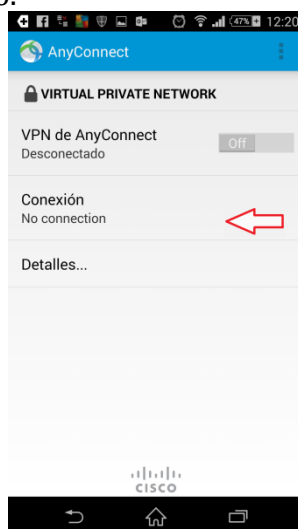 47%
12:20
AnyConnect
VIRTUAL PRIVATE NETWORK
VPN de AnyConnect
Off
Desconectado
Conexión
No connection
Detalles...
CISCO